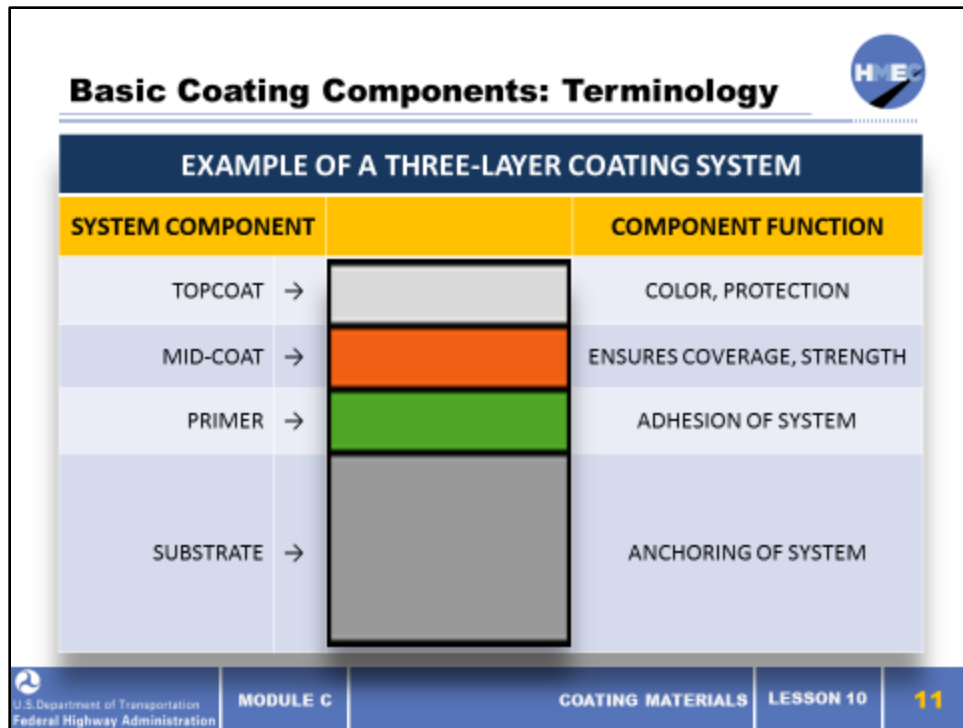 HMEC
Basic Coating Components: Terminology
EXAMPLE OF A THREE-LAYER COATING SYSTEM
SYSTEM COMPONENT COMPONENT FUNCTION
TOPCOAT → COLOR, PROTECTION
MID-COAT → ENSURES COVERAGE, STRENGTH
PRIMER → ADHESION OF SYSTEM
SUBSTRATE → ANCHORING OF SYSTEM
U.S.Department of Transportation
Federal Highway Administration
MODULE C COATING MATERIALS LESSON 10 11